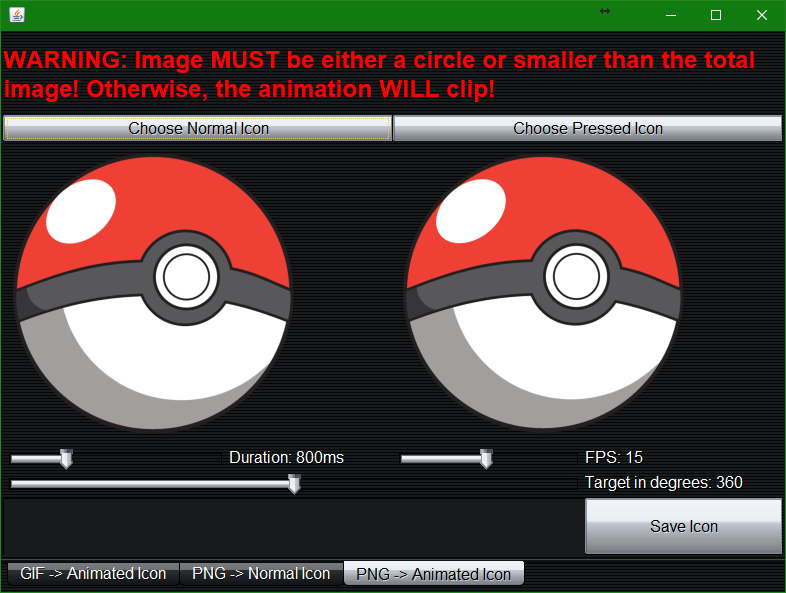 WARNING: Image MUST be either a circle or smaller than the total
image! Otherwise, the animation WILL clip!
Choose Normal Icon
Choose Pressed Icon
Duration: 800ms
FPS: 15
Target in degrees: 360
Save Icon
GIF -> Animated Icon
PNG -> Normal Icon
PNG -> Animated Icon